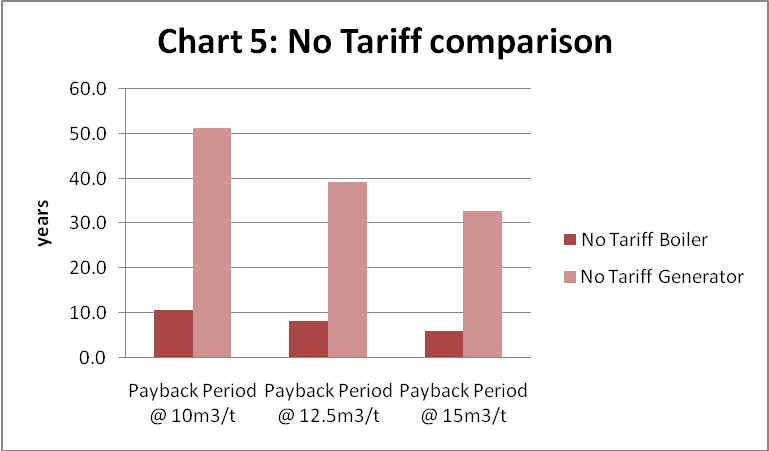 Chart 5: No Tariff comparison
60.0
50.0
40.0
30.0
20.0
10.0
0.0
years
Payback Period
@ 10m3/t
Payback Period
@ 12.5m3/t
Payback Period
@ 15m3/t
No Tariff Boiler
No Tariff Generator